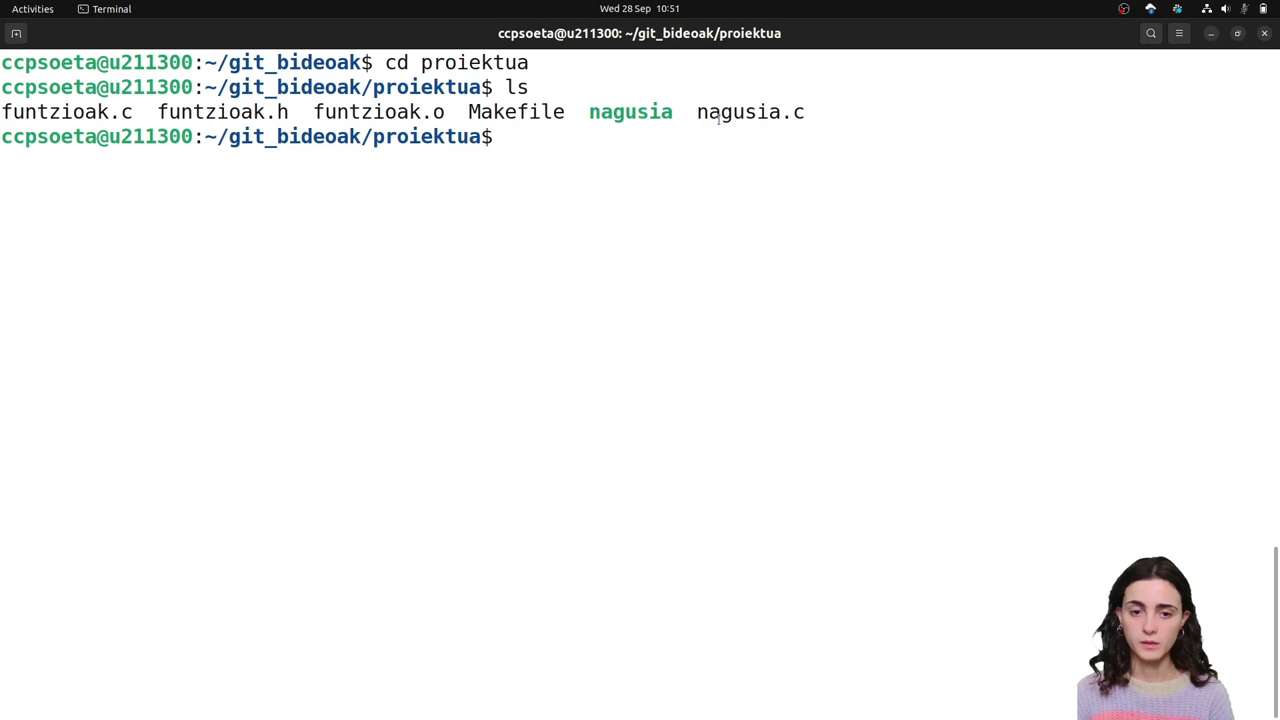 Activities Terminal Wed 28 Sep 10:51
ccpsoeta@u211300: ~/git_bideoak/proiektua
ccpsoeta@u211300:~/git_bideoak$ cd proiektua
ccpsoeta@u211300:~/git_bideoak/proiektua$ ls
funtzioak.c funtzioak.h funtzioak.o Makefile nagusia nagusia.c
ccpsoeta@u211300:~/git_bideoak/proiektua$